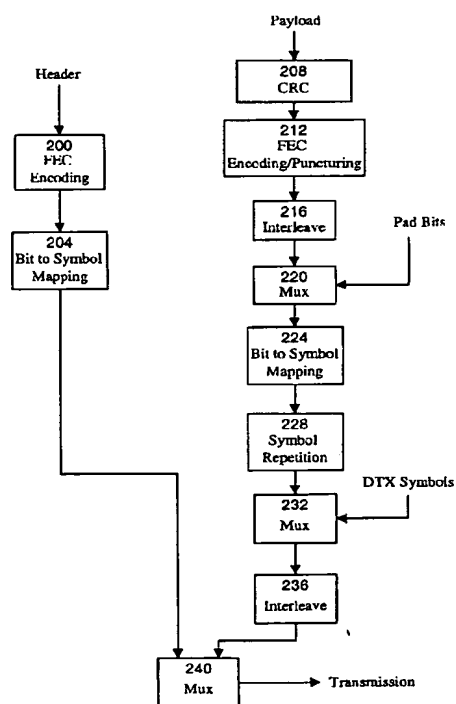 Payload
208
CRC
Header
212
FEC
Encoding/Puncturing
200
FEC
Encoding
216
Interleave
Pad Bits
204
Bit to Symbol
Mapping
220
Mux
224
Bit to Symbol
Mapping
228
Symbol
Repetition
DTX Symbols
232
Mux
236
Interleave
240
Mux
Transmission